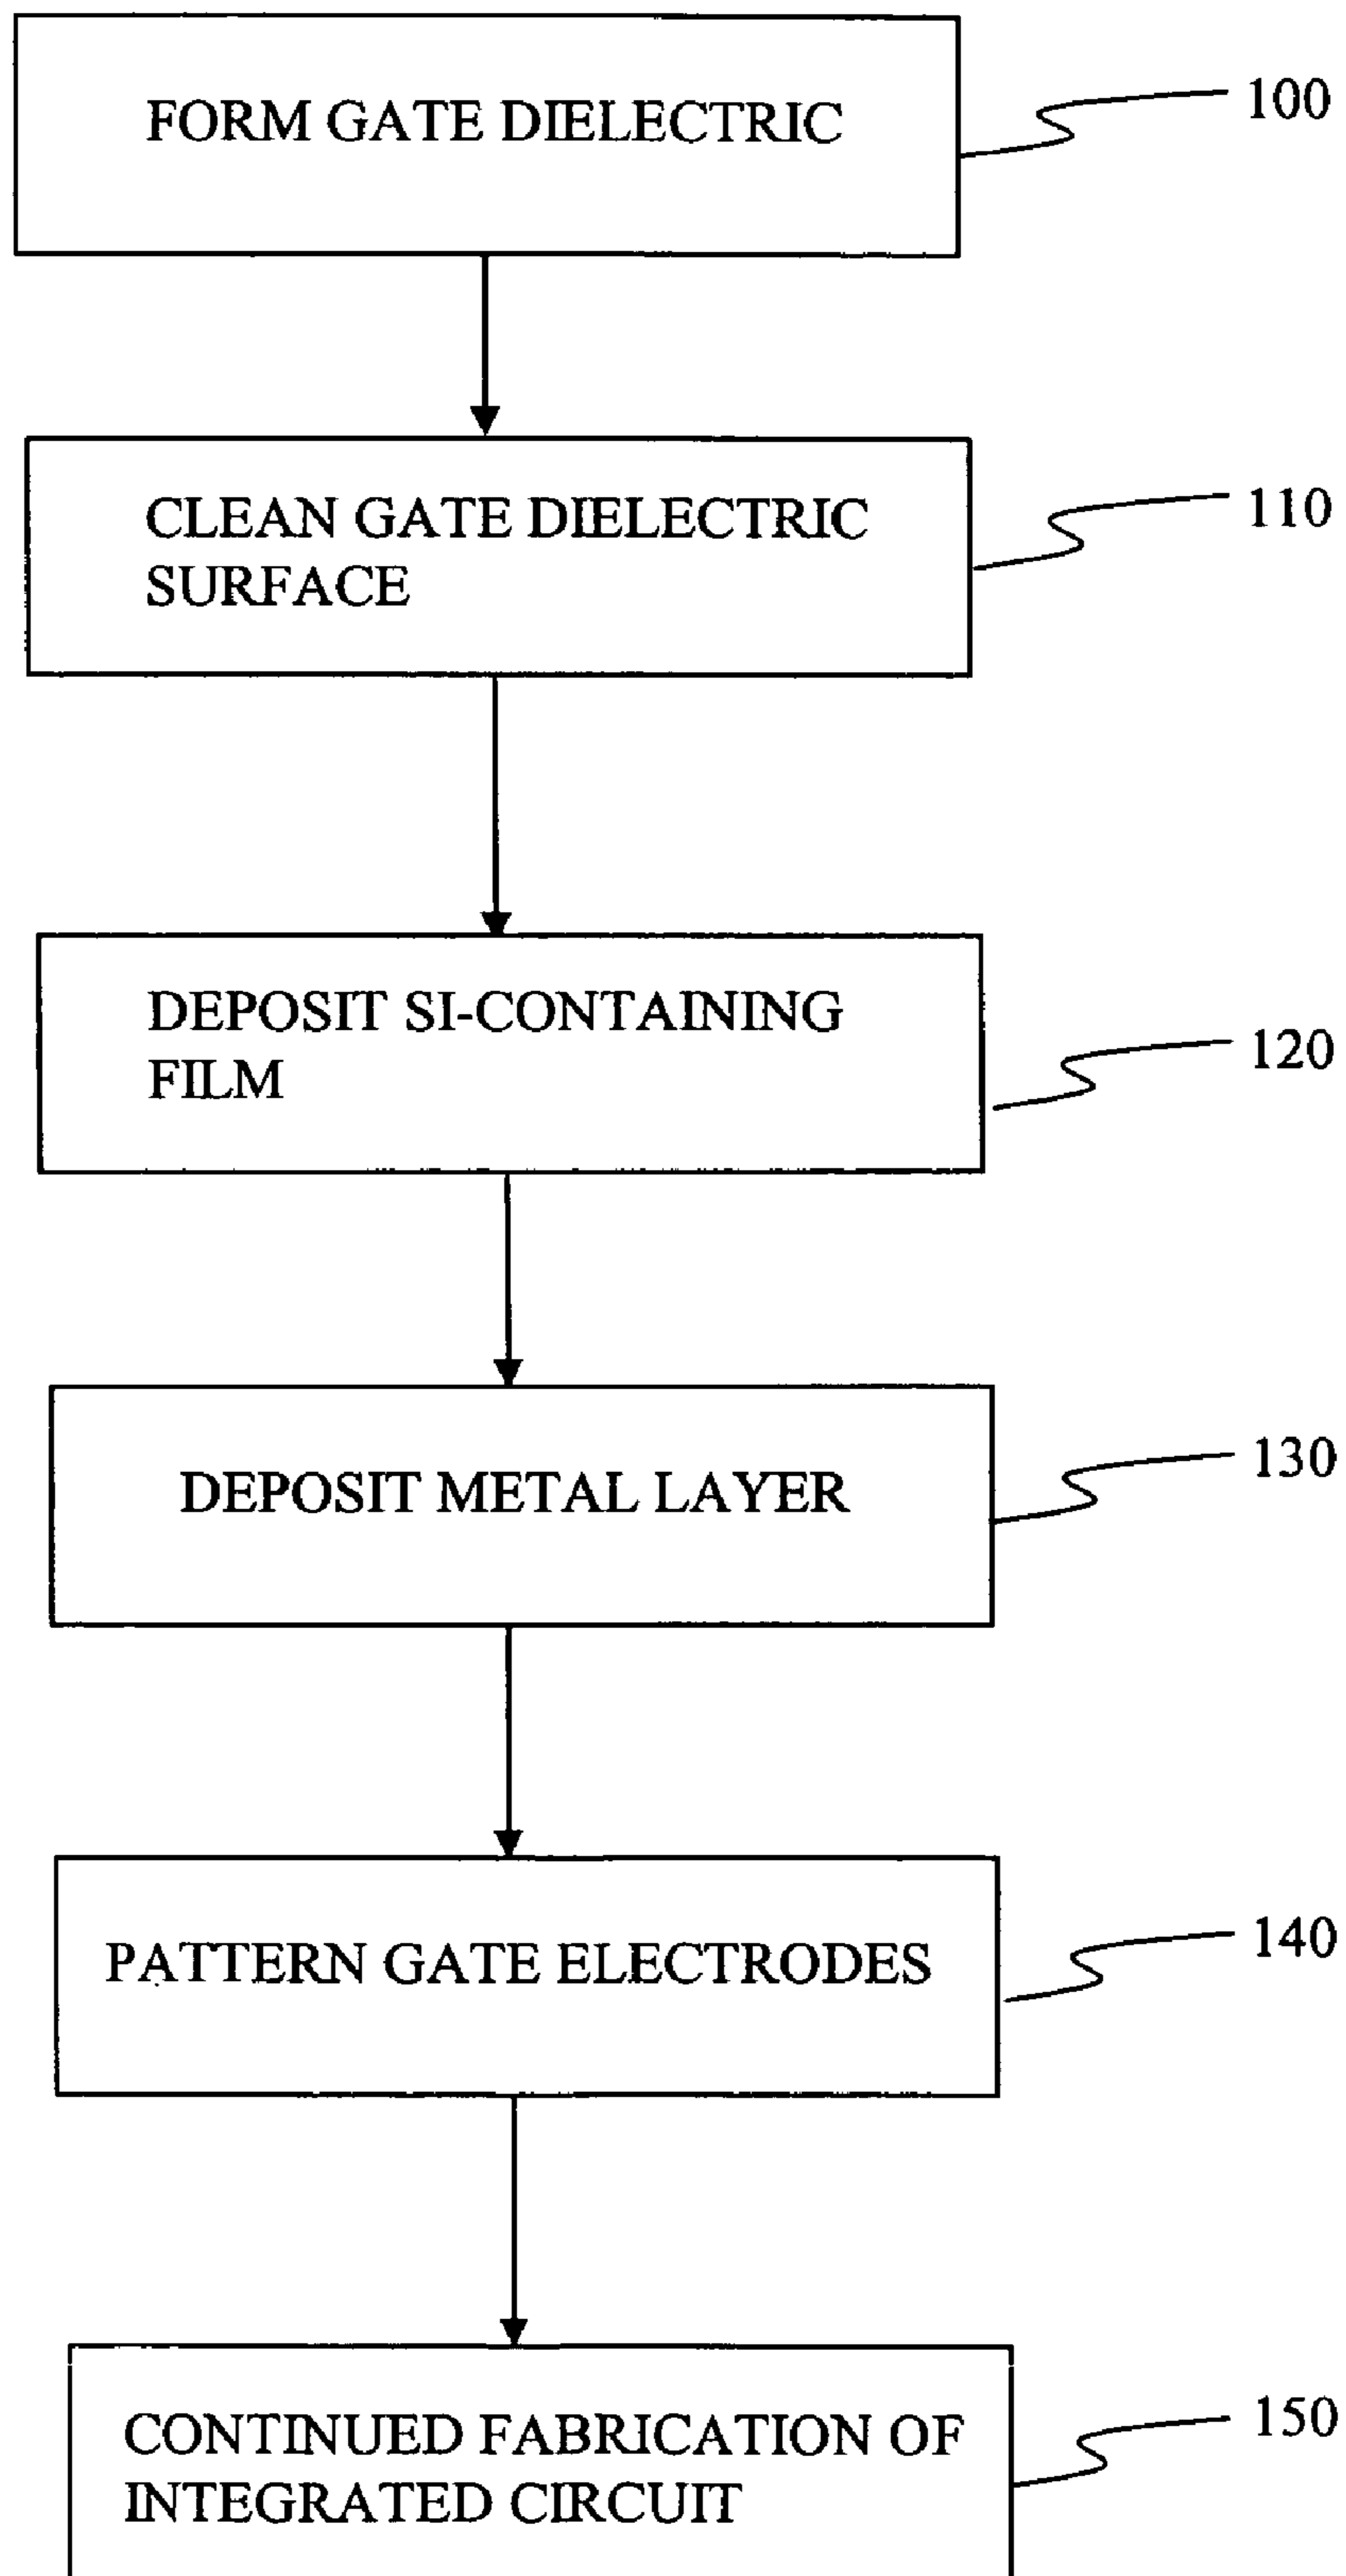 FORM GATE DIELECTRIC
100
CLEAN GATE DIELECTRIC
SURFACE
110
DEPOSIT SI-CONTAINING
FILM
120
DEPOSIT METAL LAYER
130
PATTERN GATE ELECTRODES
140
CONTINUED FABRICATION OF
INTEGRATED CIRCUIT
150